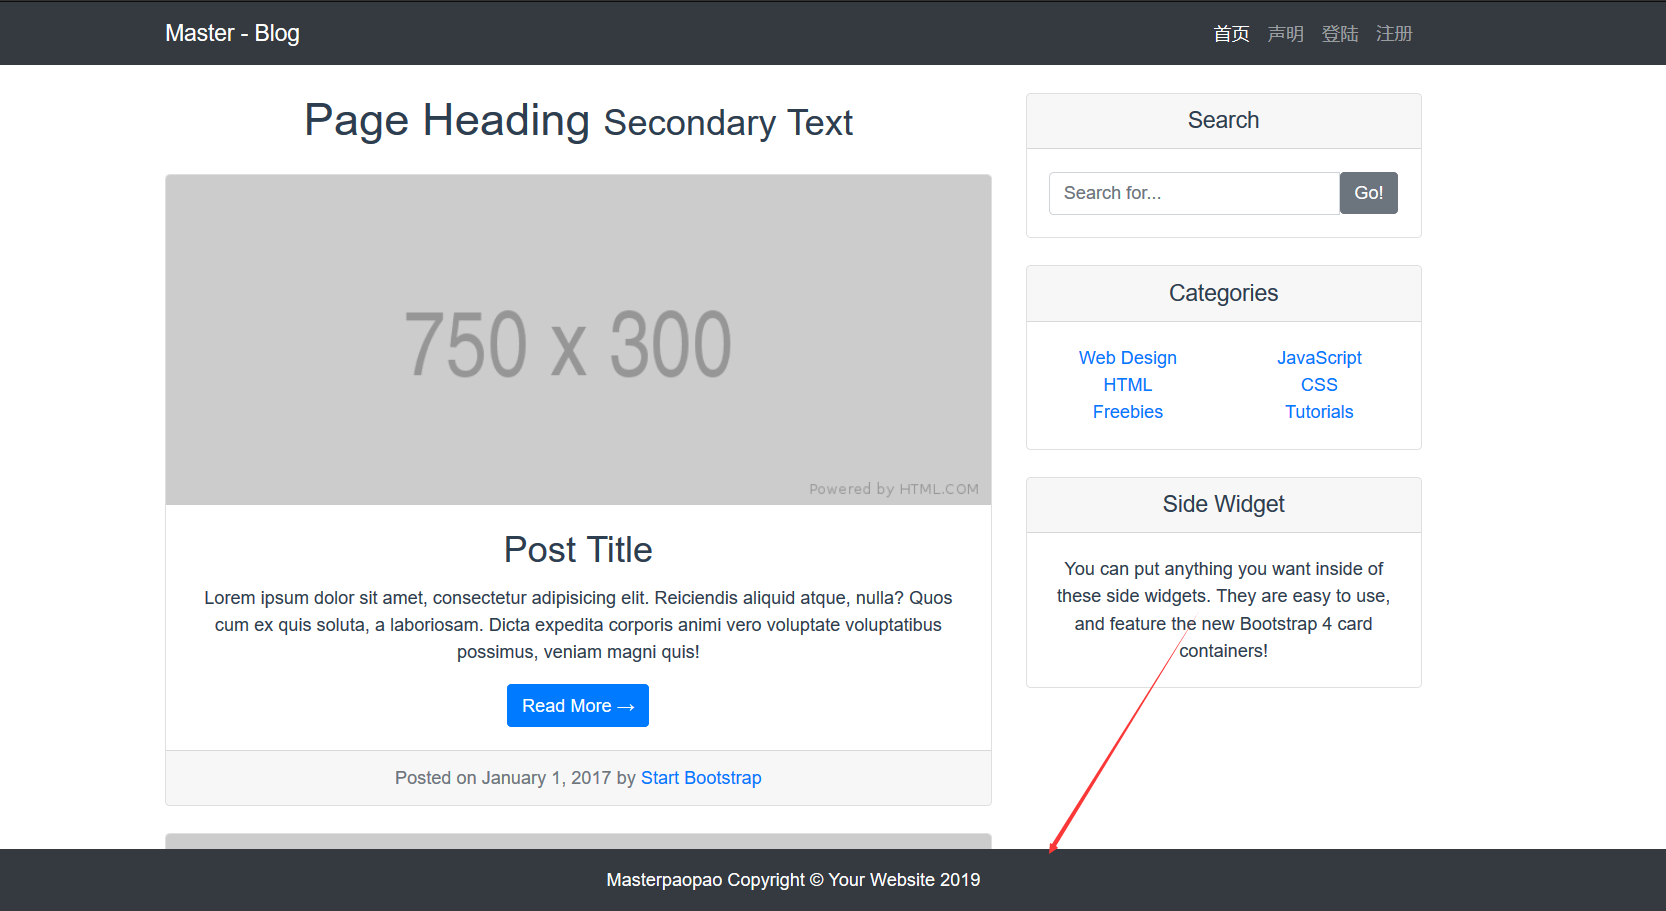 Master - Blog
首页 声明 登陆 注册
Page Heading Secondary Text
750 x 300
Powered by HTML.COM
Post Title
Lorem ipsum dolor sit amet, consectetur adipisicing elit. Reiciendis aliquid atque, nulla? Quos
cum ex quis soluta, a laboriosam. Dicta expedita corporis animi vero voluptate voluptatibus
possimus, veniam magni quis!
Read More →
Posted on January 1, 2017 by Start Bootstrap
Search
Search for...
Go!
Categories
Web Design
HTML
Freebies
JavaScript
CSS
Tutorials
Side Widget
You can put anything you want inside of
these side widgets. They are easy to use,
and feature the new Bootstrap 4 card
containers!
Masterpaopao Copyright © Your Website 2019